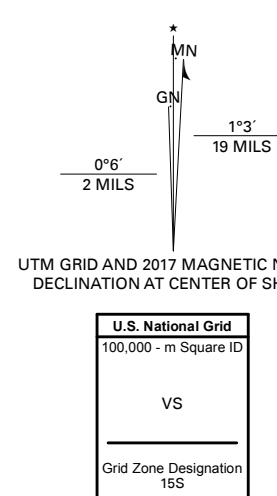 ★
MN
GN
1°3´
19 MILS
0°6´
2 MILS
UTM GRID AND 2017 MAGNETIC
DECLINATION AT CENTER OF
U.S. National Grid
100,000 - m Square ID
VS
Grid Zone Designation
15S